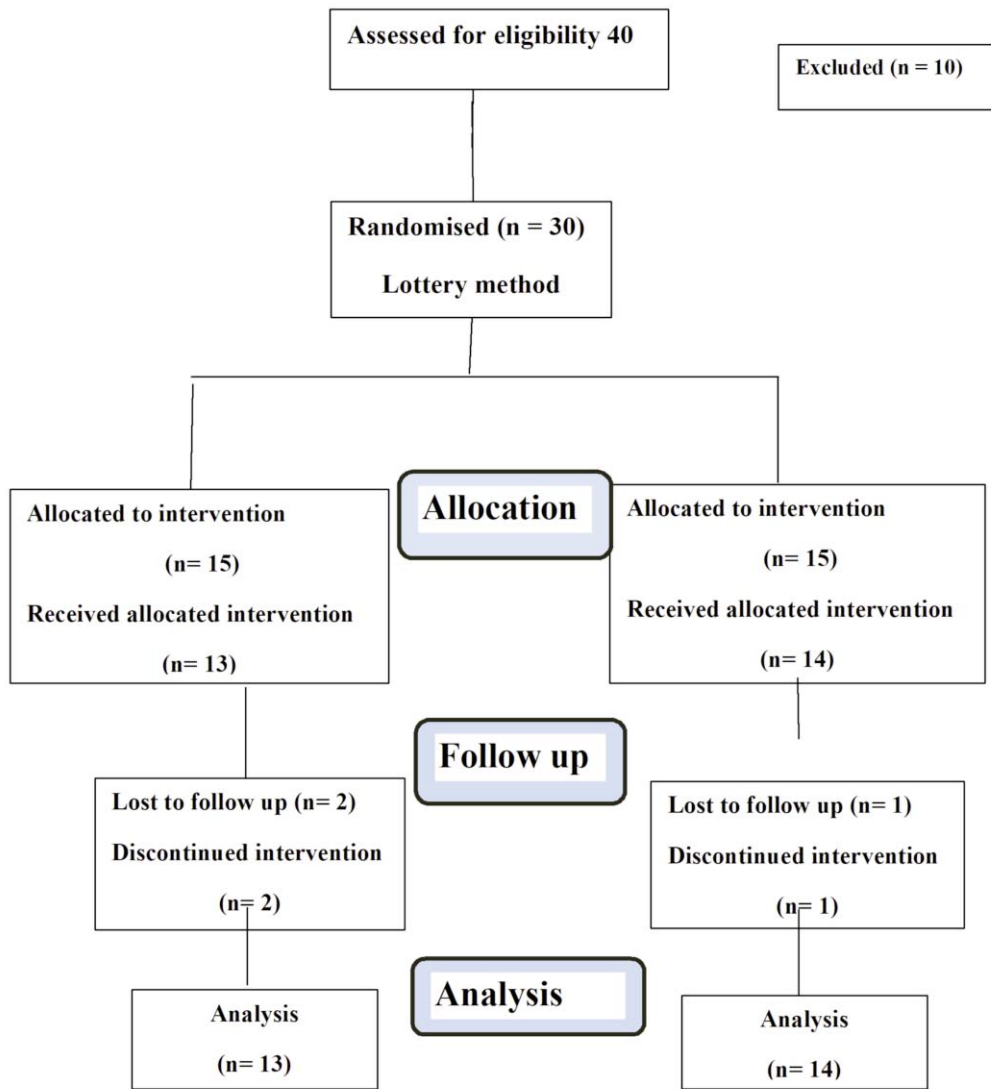 Assessed for eligibility 40
Excluded (n = 10)
Randomised (n = 30)
Lottery method
Allocation
Allocated to intervention
(n= 15)
Received allocated intervention
(n= 13)
Allocated to intervention
(n= 15)
Received allocated intervention
(n= 14)
Follow up
Lost to follow up (n= 2)
Discontinued intervention
(n= 2)
Lost to follow up (n= 1)
Discontinued intervention
(n= 1)
Analysis
Analysis
(n= 13)
Analysis
(n= 14)